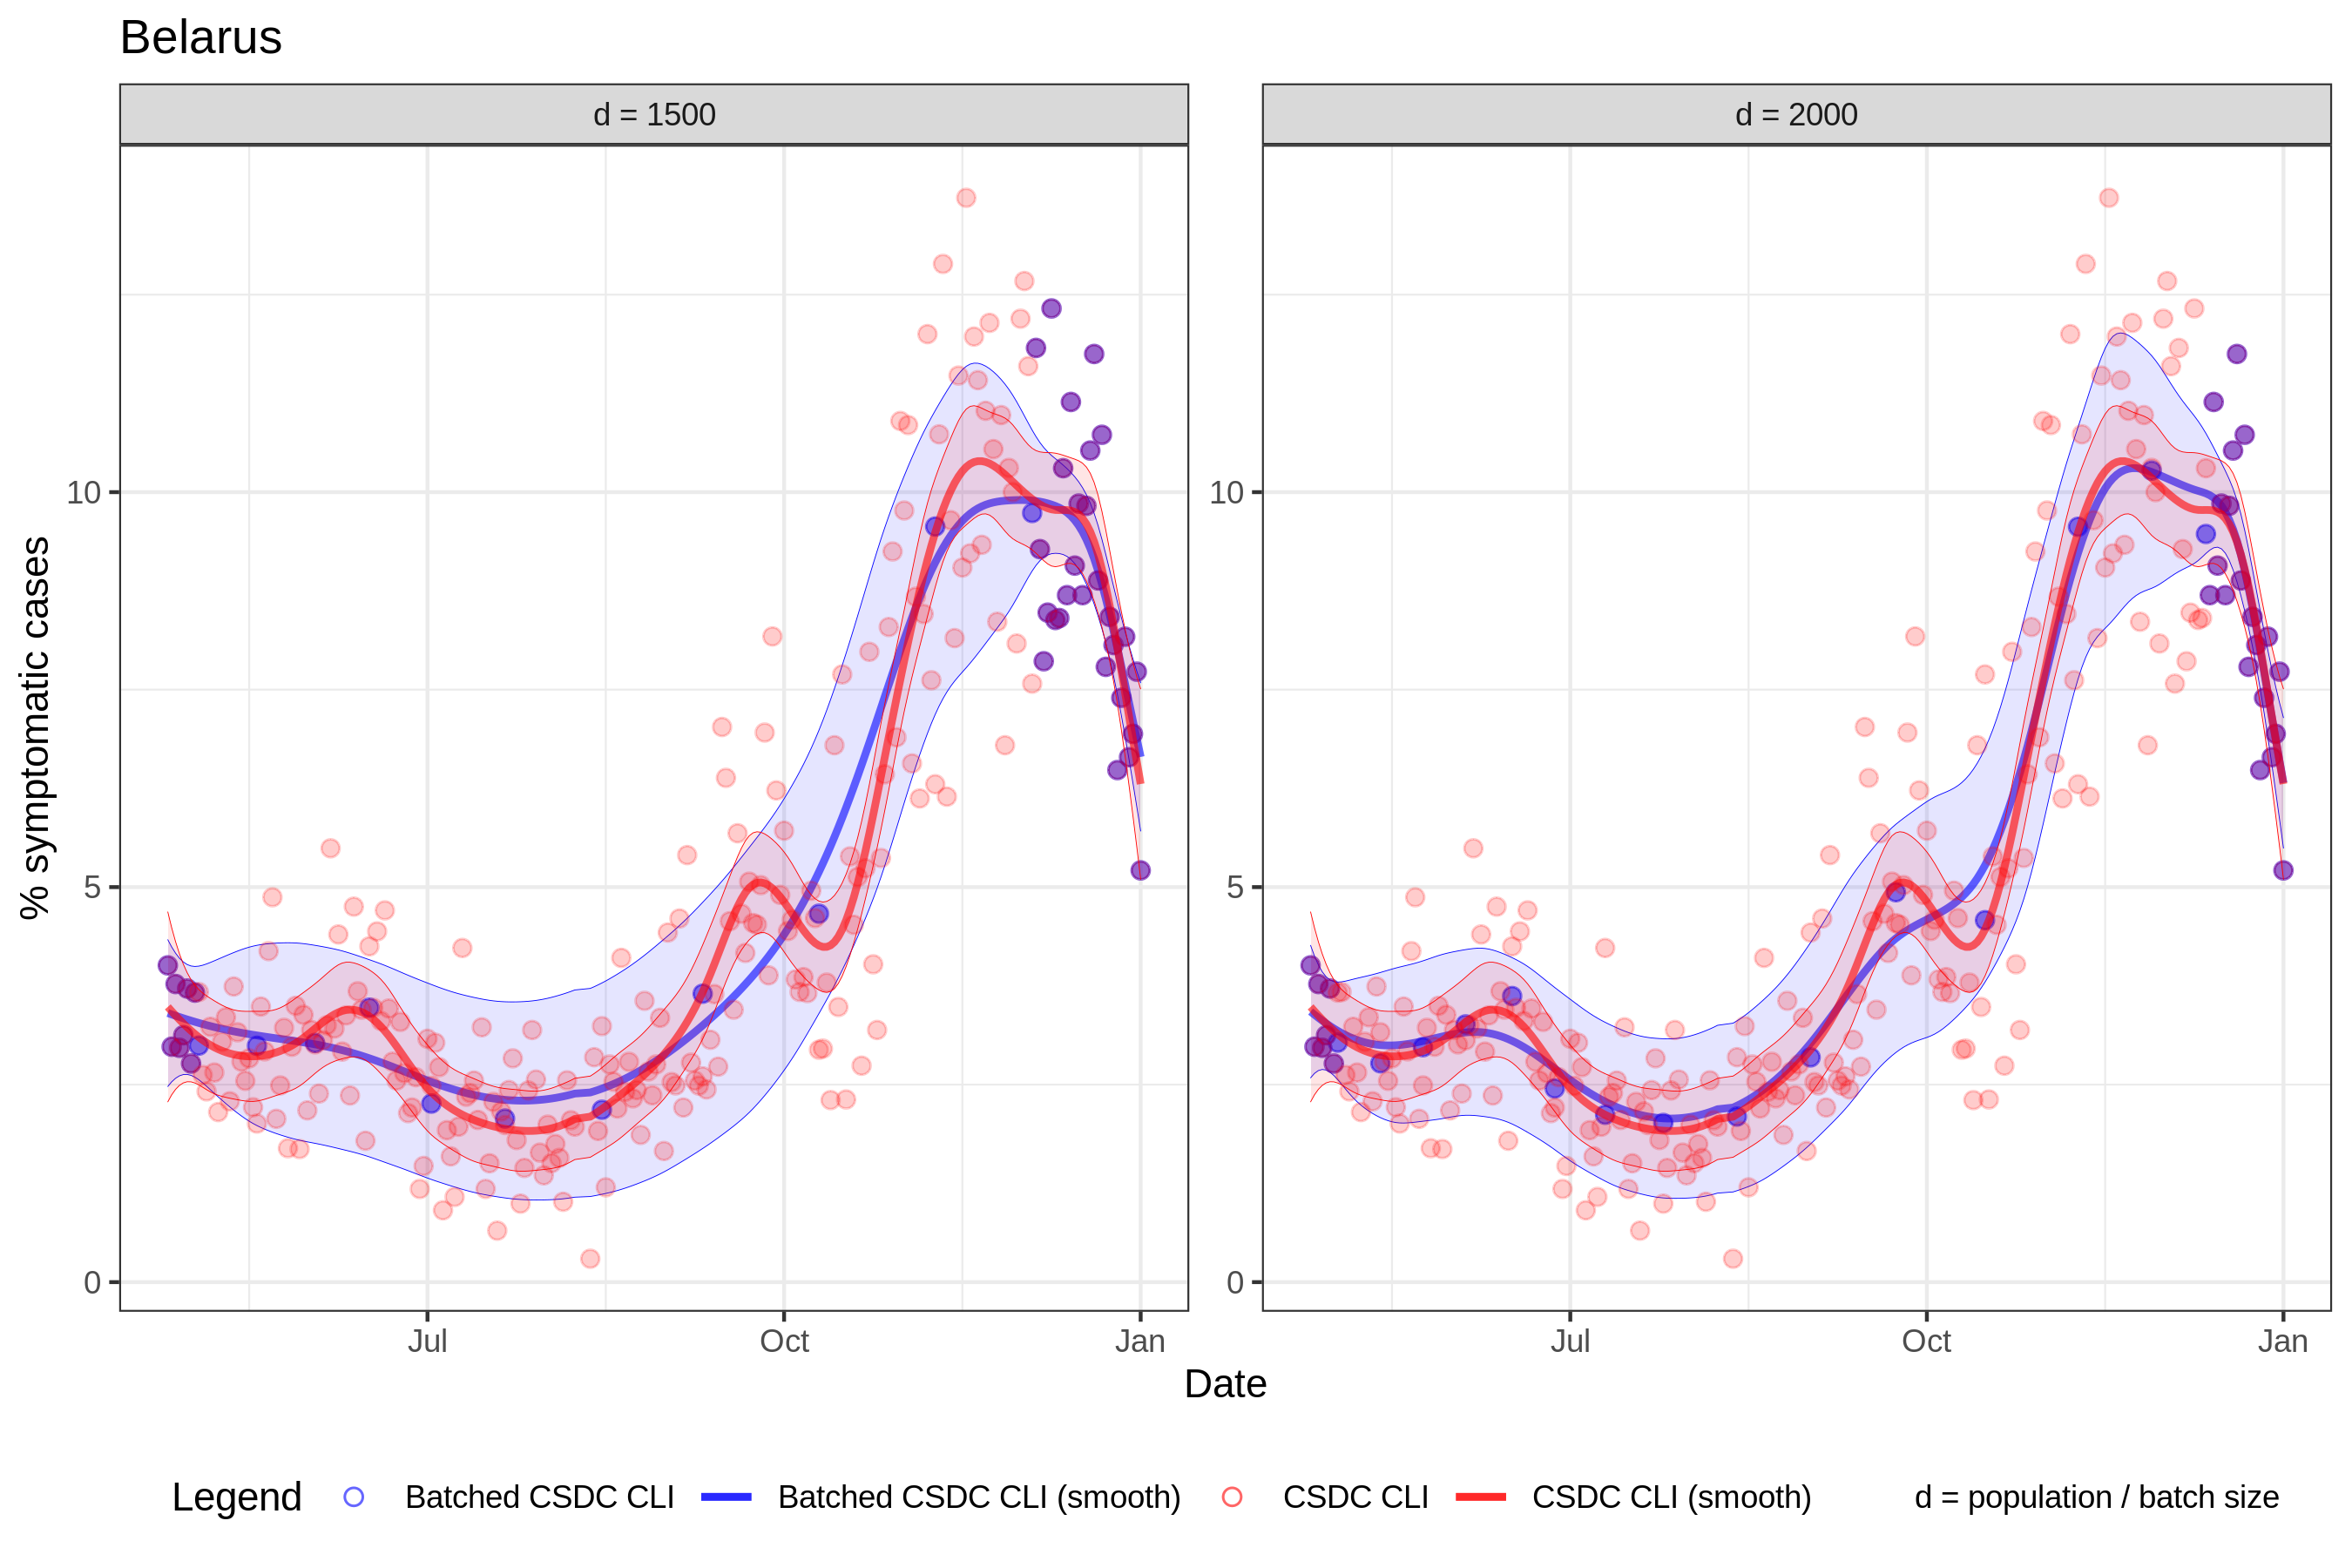 Belarus
d = 1500
d = 2000
% symptomatic cases
10
5
0
10
5
0
Jul
Oct
Jan
Jul
Oct
Jan
Date
Legend
Batched CSDC CLI
Batched CSDC CLI (smooth)
CSDC CLI
CSDC CLI (smooth)
d = population / batch size